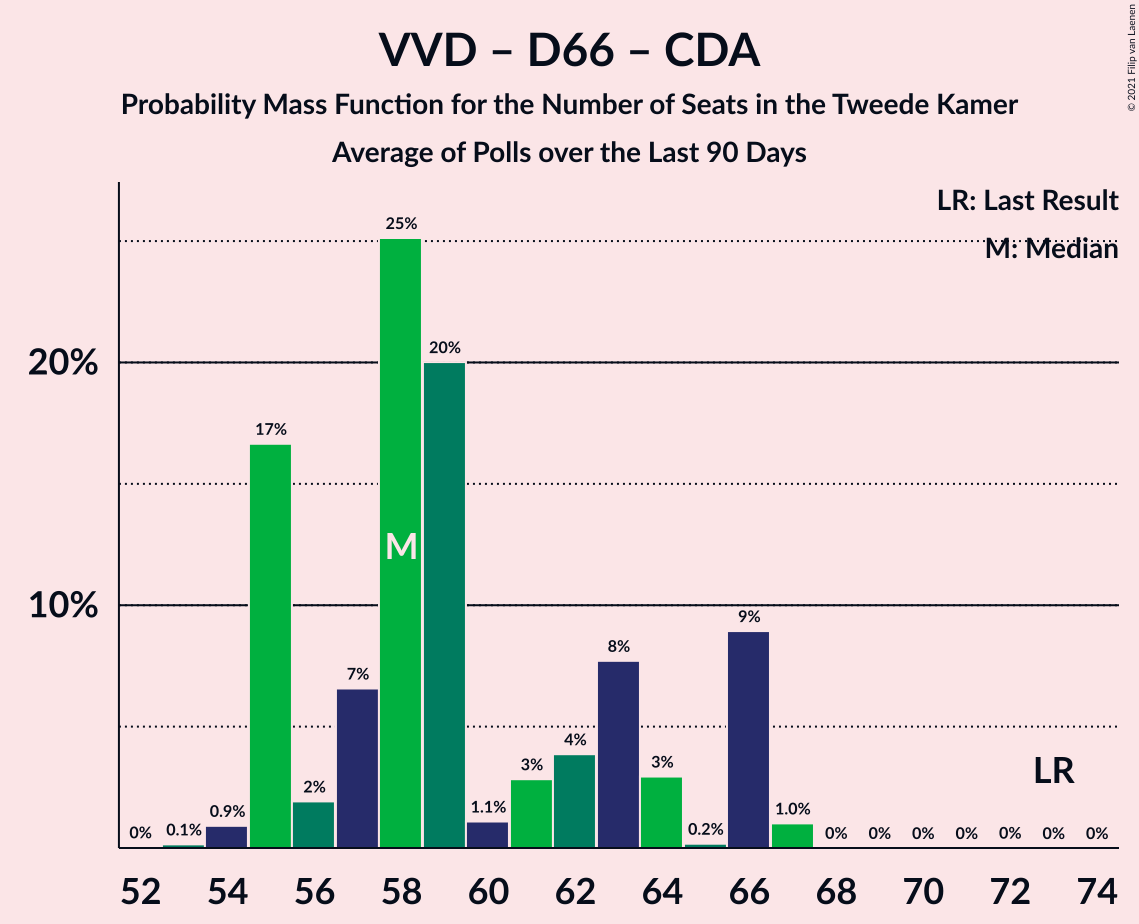 VVD – D66 – CDA
Probability Mass Function for the Number of Seats in the Tweede Kamer
Average of Polls over the Last 90 Days
© 2021 Filip van Laenen
LR: Last Result
M: Median
25%
20%
20%
17%
M
10%
9%
8%
7%
4%
3%
3%
LR
2%
0% 0.1% 0.9% 1.1% 0.2% 1.0% 0% 0% 0% 0% 0% 0% 0%
52 54 56 58 60 62 64 66 68 70 72 74